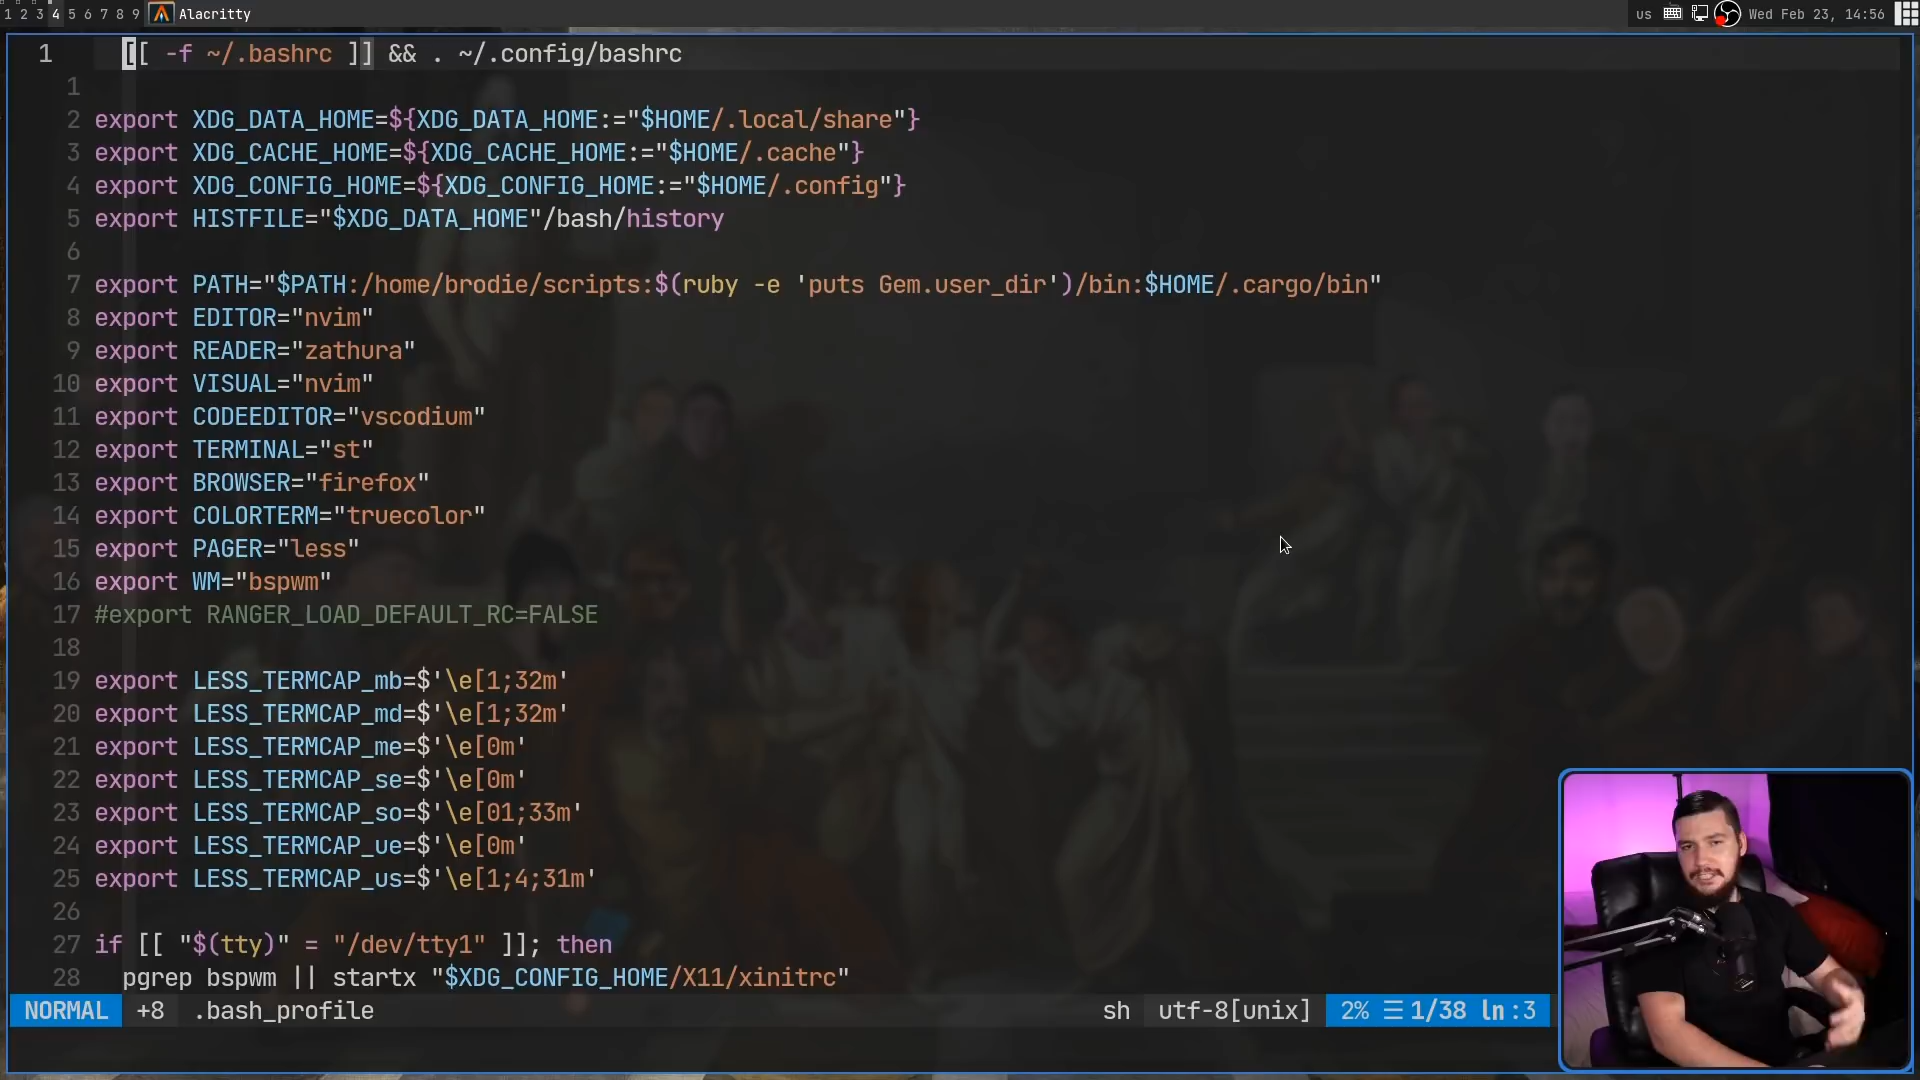 1 2 3 4 5 6 7 8 9 Alacritty us Wed Feb 23, 14:56
1 [[ -f ~/.bashrc ]] && . ~/.config/bashrc
1
2 export XDG_DATA_HOME=${XDG_DATA_HOME:="$HOME/.local/share"}
3 export XDG_CACHE_HOME=${XDG_CACHE_HOME:="$HOME/.cache"}
4 export XDG_CONFIG_HOME=${XDG_CONFIG_HOME:="$HOME/.config"}
5 export HISTFILE="$XDG_DATA_HOME"/bash/history
6
7 export PATH="$PATH:/home/brodie/scripts:$(ruby -e 'puts Gem.user_dir')/bin:$HOME/.cargo/bin"
8 export EDITOR="nvim"
9 export READER="zathura"
10 export VISUAL="nvim"
11 export CODEEDITOR="vscodium"
12 export TERMINAL="st"
13 export BROWSER="firefox"
14 export COLORTERM="truecolor"
15 export PAGER="less"
16 export WM="bspwm"
17 #export RANGER_LOAD_DEFAULT_RC=FALSE
18
19 export LESS_TERMCAP_mb=$'\e[1;32m'
20 export LESS_TERMCAP_md=$'\e[1;32m'
21 export LESS_TERMCAP_me=$'\e[0m'
22 export LESS_TERMCAP_se=$'\e[0m'
23 export LESS_TERMCAP_so=$'\e[01;33m'
24 export LESS_TERMCAP_ue=$'\e[0m'
25 export LESS_TERMCAP_us=$'\e[1;4;31m'
26
27 if [[ "$(tty)" = "/dev/tty1" ]]; then
28 pgrep bspwm || startx "$XDG_CONFIG_HOME/X11/xinitrc"
NORMAL +8 .bash_profile sh utf-8[unix] 2% ☰ 1/38 ln :3